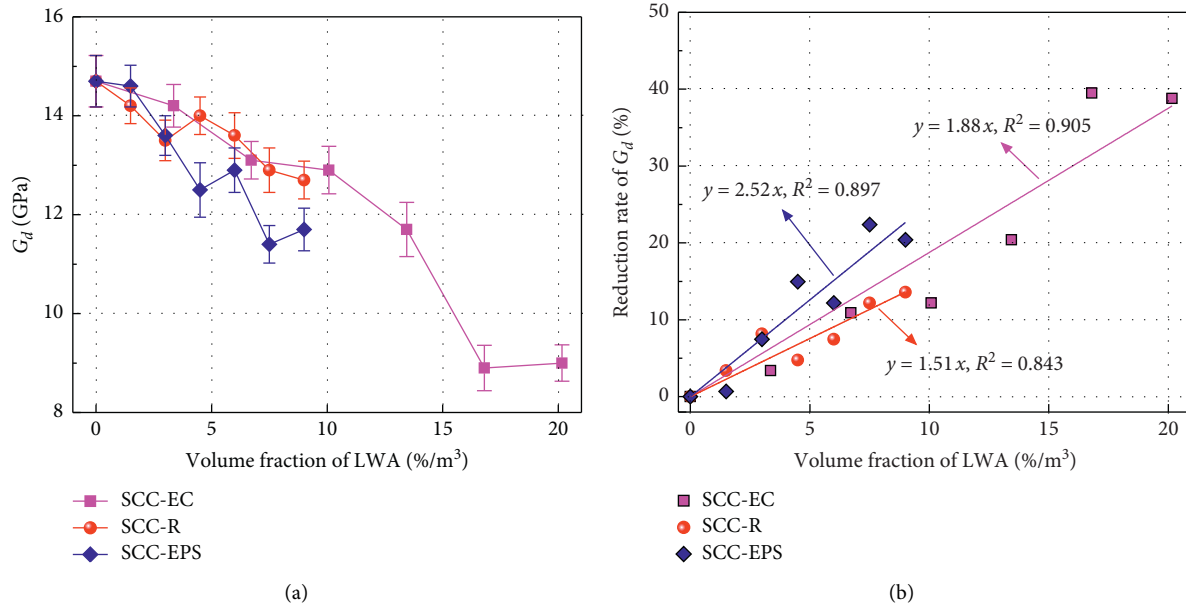 16
14
12
10
8
G_d (GPa)
0
5
10
15
20
Volume fraction of LWA (%/m³)
SCC-EC
SCC-R
SCC-EPS
(a)
50
40
30
20
10
0
Reduction rate of G_d (%)
y = 1.88x, R² = 0.905
y = 2.52x, R² = 0.897
y = 1.51x, R² = 0.843
0
5
10
15
20
Volume fraction of LWA (%/m³)
SCC-EC
SCC-R
SCC-EPS
(b)